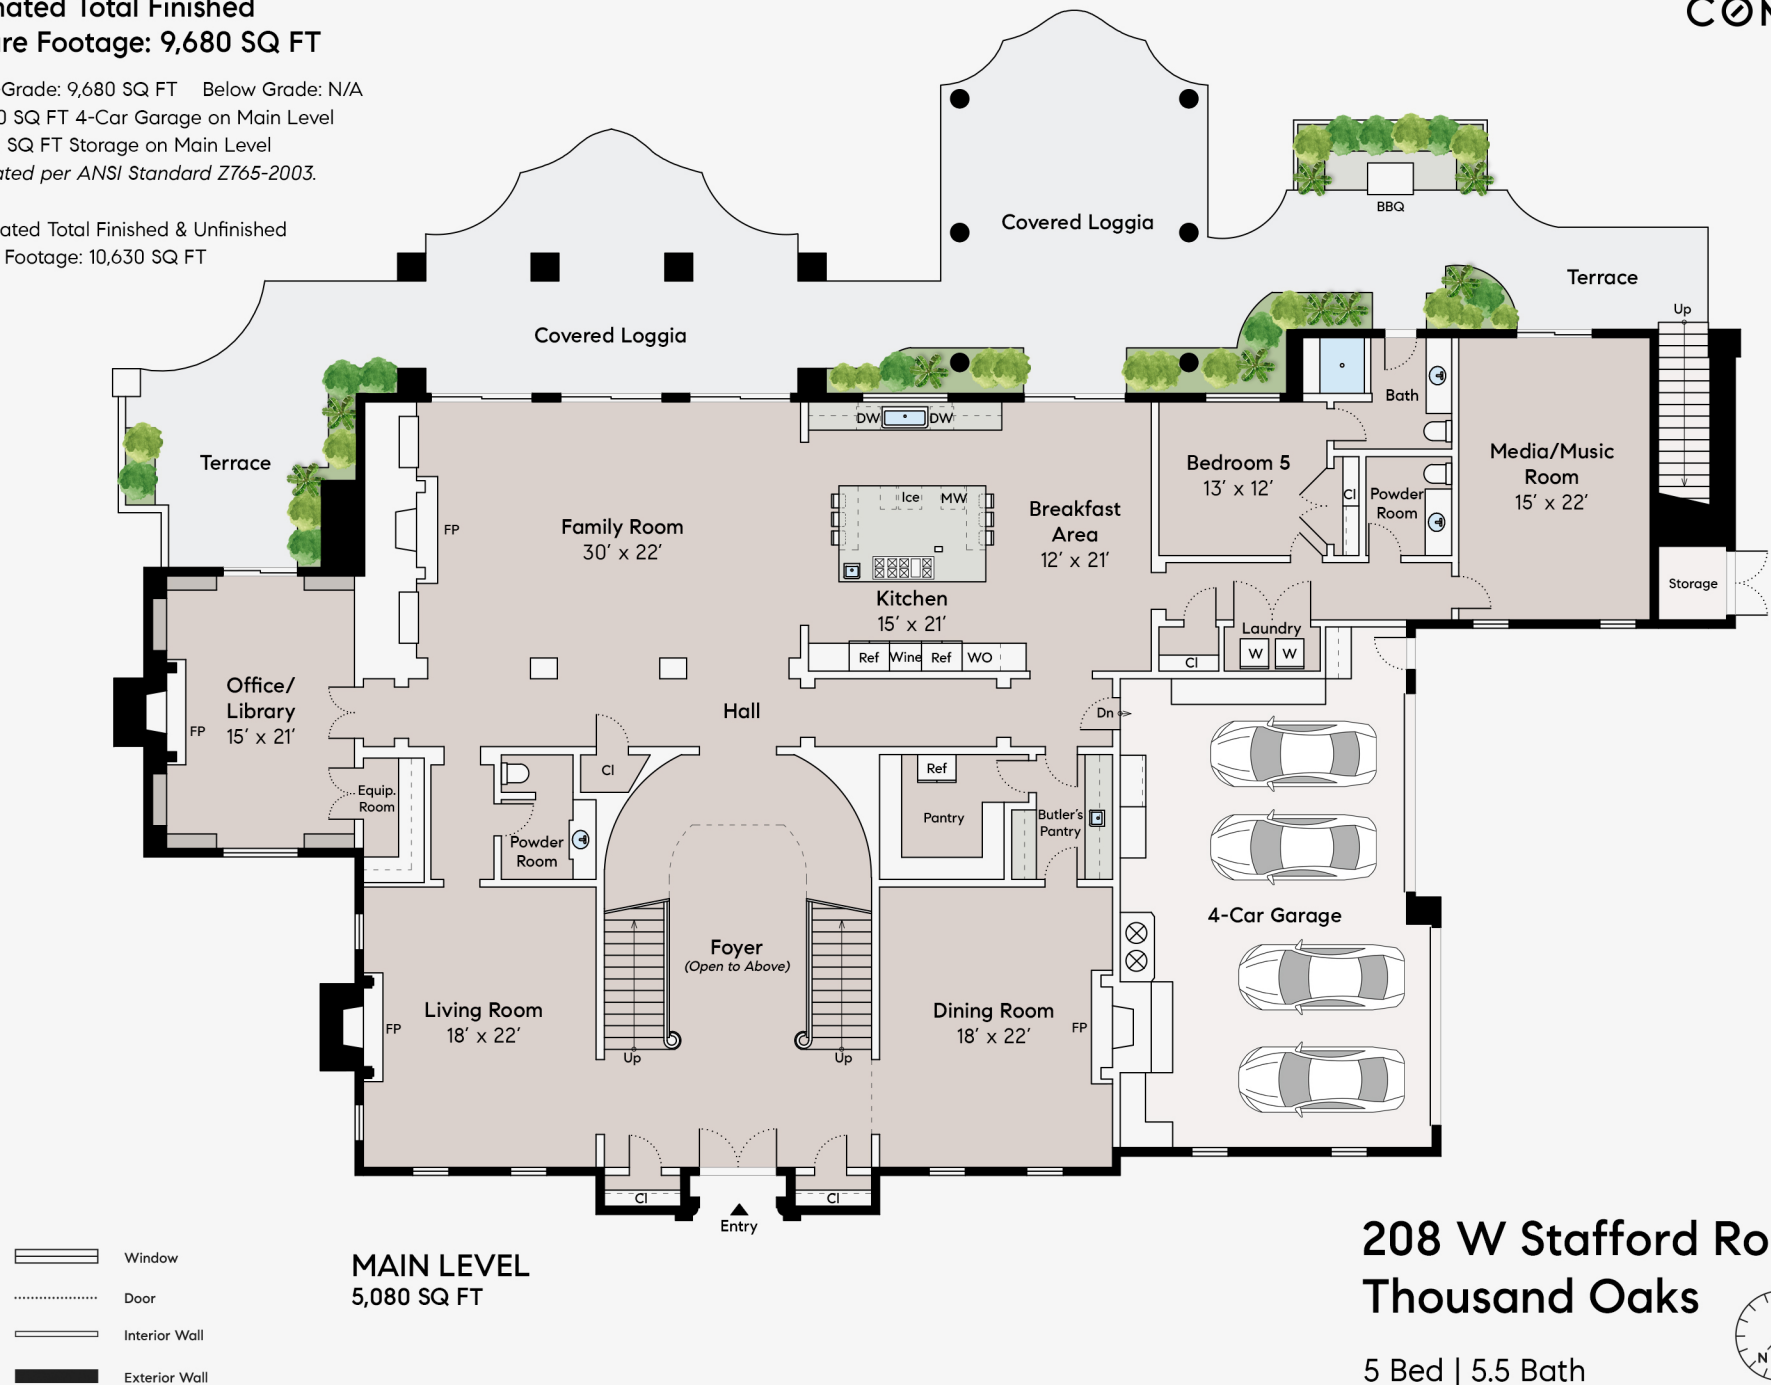 Total Finished
Footage: 9,680 SQ FT
Grade: 9,680 SQ FT Below Grade: N/A
SQ FT 4-Car Garage on Main Level
SQ FT Storage on Main Level
per ANSI Standard Z765-2003.
Total Finished & Unfinished
Footage: 10,630 SQ FT
Covered Loggia
BBQ
Terrace
Up
Covered Loggia
Terrace
DW
DW
Bath
Bedroom 5
13′ x 12′
Cl
Powder
Room
Media/Music
Room
15′ x 22′
Ice
MW
Breakfast
Area
12′ x 21′
FP
Family Room
30′ x 22′
Kitchen
15′ x 21′
Storage
Laundry
W
W
Cl
Ref
Wine
Ref
WO
Office/
Library
15′ x 21′
FP
Hall
Dn
Cl
Ref
Equip.
Room
Pantry
Butler's
Pantry
Powder
Room
4-Car Garage
Foyer
(Open to Above)
Living Room
18′ x 22′
FP
Dining Room
18′ x 22′
FP
Up
Up
Cl
Cl
Entry
Window
Door
Interior Wall
Exterior Wall
MAIN LEVEL
5,080 SQ FT
208 W Stafford
Thousand Oaks
5 Bed | 5.5 Bath
N